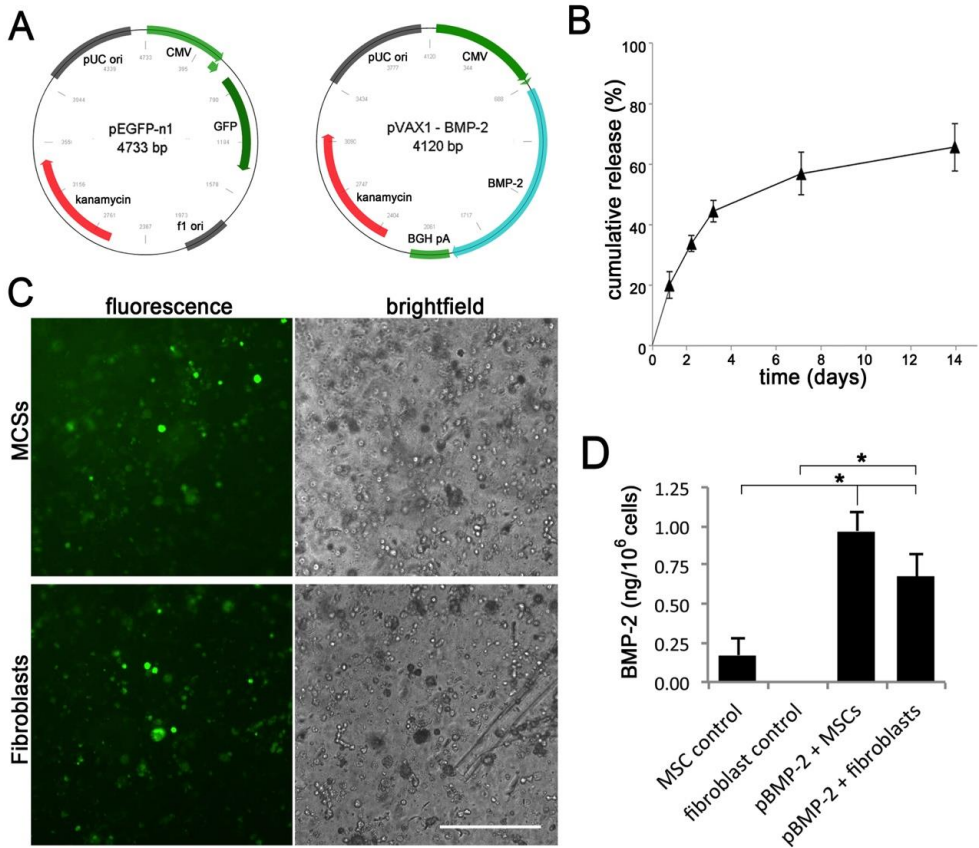 A
pUC ori
CMV
4733
395
4339
790
3944
GFP
pEGFP-n1
4733 bp
1184
kanamycin
3156
1578
2761
f1 ori
1973
2367
pUC ori
CMV
4120
344
3777
688
3434
pVAX1 - BMP-2
4120 bp
3090
kanamycin
2747
BMP-2
2404
BGH pA
1717
2061
B
cumulative release (%)
100
80
60
40
20
0
0 2 4 6 8 10 12 14
time (days)
C
fluorescence brightfield
MCSs
Fibroblasts
D
* *
BMP-2 (ng/10⁶ cells)
1.25
1.00
0.75
0.50
0.25
0.00
MSC control
fibroblast control
pBMP-2 + MSCs
pBMP-2 + fibroblasts